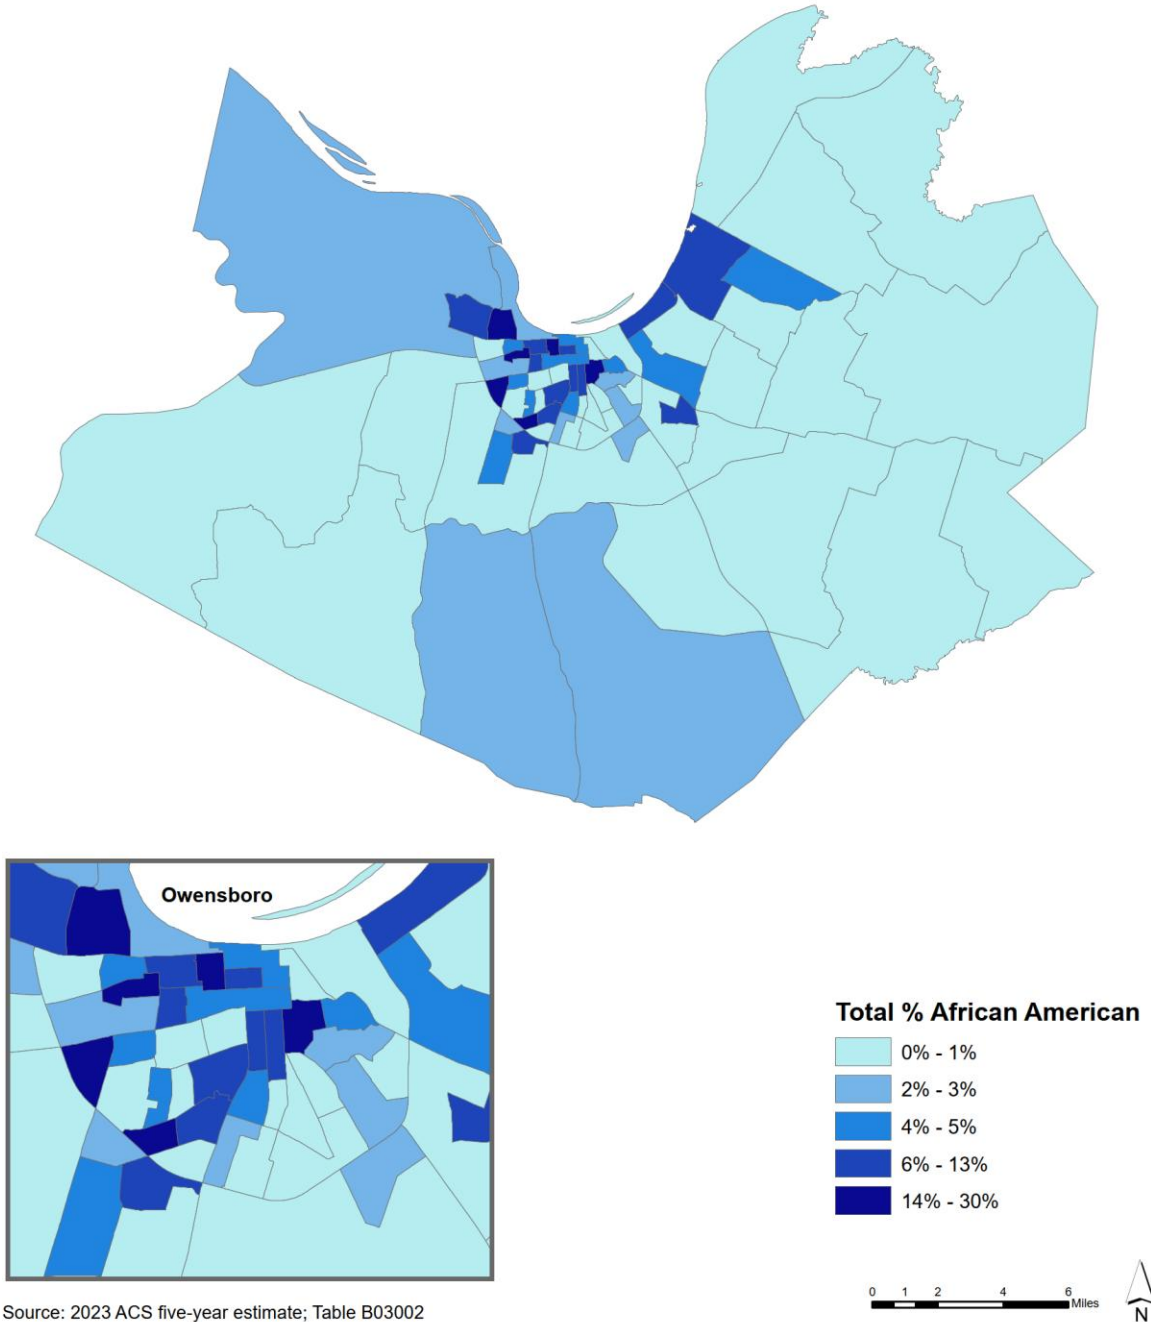 Owensboro
Total % African American
0% - 1%
2% - 3%
4% - 5%
6% - 13%
14% - 30%
0 1 2 4 6
Miles
N
Source: 2023 ACS five-year estimate; Table B03002